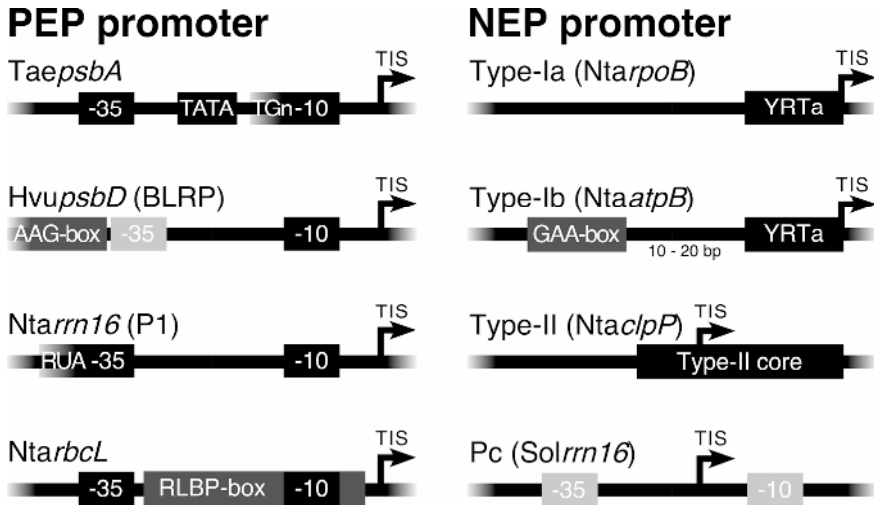 PEP promoter
TaepsbA
TIS
-35 TATA TGn-10
HvupsbD (BLRP)
TIS
AAG-box -35 -10
Ntarrn16 (P1)
TIS
RUA -35 -10
NtarbcL
TIS
-35 RLBP-box -10
NEP promoter
Type-Ia (NtarpoB)
TIS
YRTa
Type-Ib (NtaatpB)
TIS
GAA-box YRTa
10 - 20 bp
Type-II (NtaclpP)
TIS
Type-II core
Pc (Solrrn16)
TIS
-35 -10